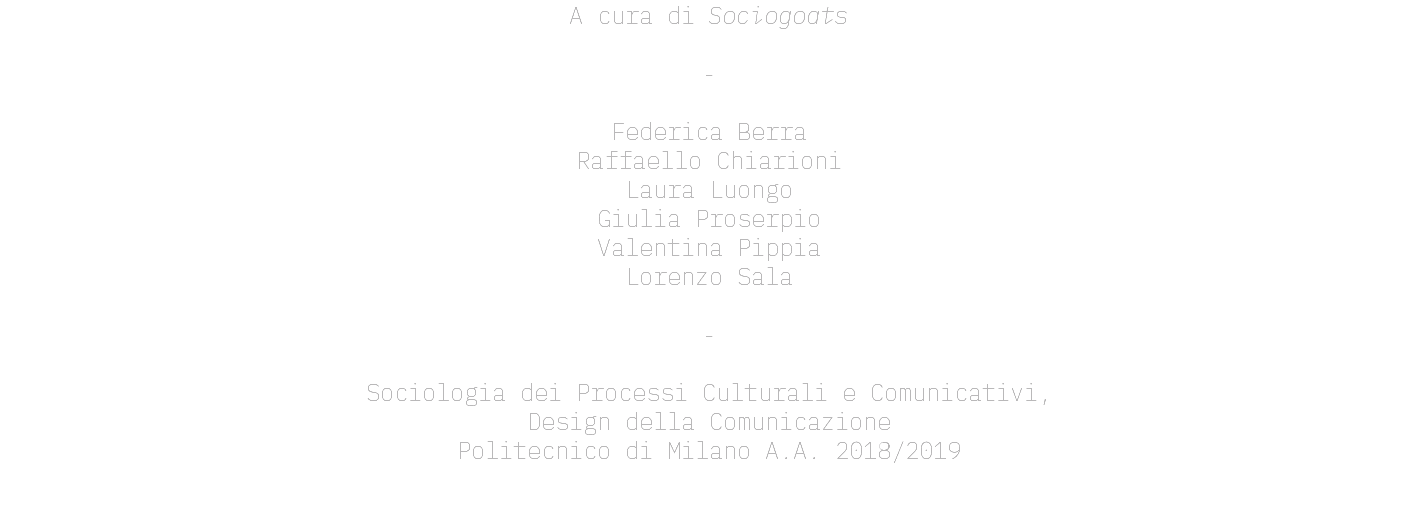 A cura di Sociogoats
-
Federica Berra
Raffaello Chiarioni
Laura Luongo
Giulia Proserpio
Valentina Pippia
Lorenzo Sala
-
Sociologia dei Processi Culturali e Comunicativi,
Design della Comunicazione
Politecnico di Milano A.A. 2018/2019